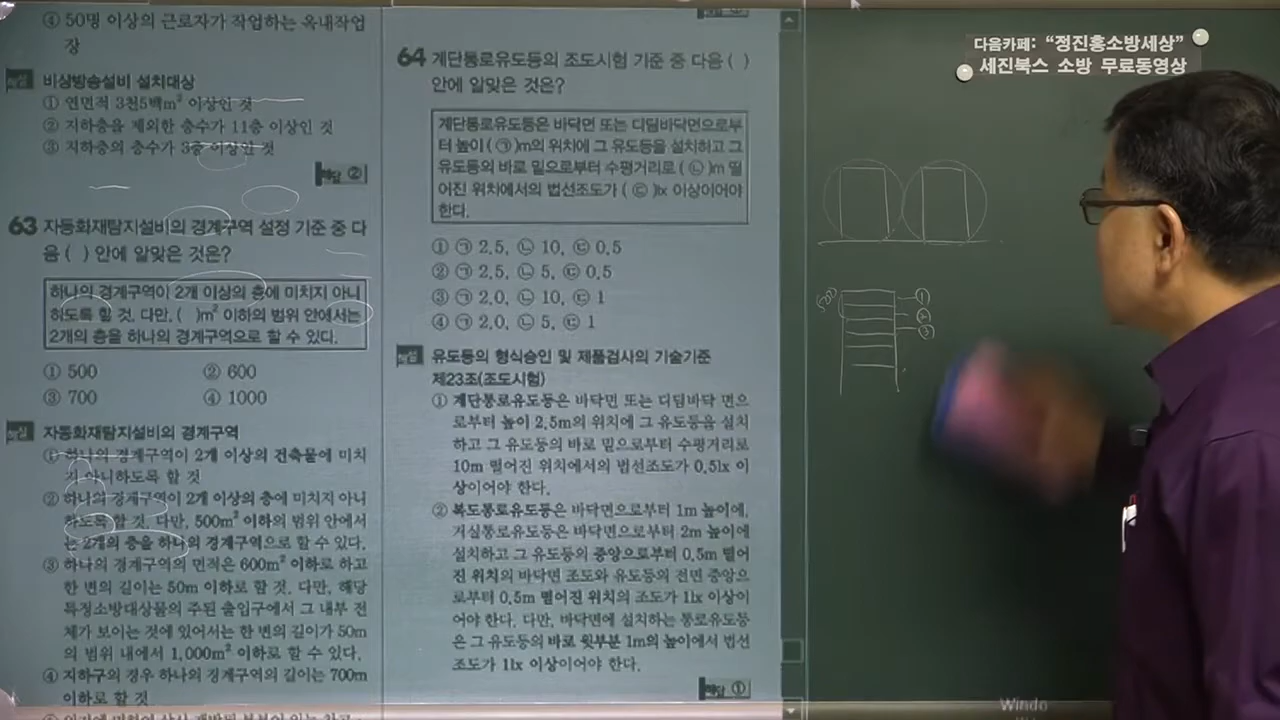 ④ 50명 이상의 근로자가 작업하는 옥내작업
장
해설 비상방송설비 설치대상
① 연면적 3천5백m² 이상인 것
② 지하층을 제외한 층수가 11층 이상인 것
③ 지하층의 층수가 3층 이상인 것
해답 ②
63 자동화재탐지설비의 경계구역 설정 기준 중 다
음 ( ) 안에 알맞은 것은?
하나의 경계구역이 2개 이상의 층에 미치지 아니
하도록 할 것. 다만, ( )m² 이하의 범위 안에서는
2개의 층을 하나의 경계구역으로 할 수 있다.
① 500 ② 600
③ 700 ④ 1000
해설 자동화재탐지설비의 경계구역
① 하나의 경계구역이 2개 이상의 건축물에 미치
지 아니하도록 할 것
② 하나의 경계구역이 2개 이상의 층에 미치지 아니
하도록 할 것. 다만, 500m² 이하의 범위 안에서
는 2개의 층을 하나의 경계구역으로 할 수 있다.
③ 하나의 경계구역의 면적은 600m² 이하로 하고
한 변의 길이는 50m 이하로 할 것. 다만, 해당
특정소방대상물의 주된 출입구에서 그 내부 전
체가 보이는 것에 있어서는 한 변의 길이가 50m
의 범위 내에서 1,000m² 이하로 할 수 있다.
④ 지하구의 경우 하나의 경계구역의 길이는 700m
이하로 할 것
64 계단통로유도등의 조도시험 기준 중 다음 ( )
안에 알맞은 것은?
계단통로유도등은 바닥면 또는 디딤바닥면으로부
터 높이 ( ㉠ )m의 위치에 그 유도등을 설치하고 그
유도등의 바로 밑으로부터 수평거리로 ( ㉡ )m 떨
어진 위치에서의 법선조도가 ( ㉢ )lx 이상이어야
한다.
① ㉠ 2.5, ㉡ 10, ㉢ 0.5
② ㉠ 2.5, ㉡ 5, ㉢ 0.5
③ ㉠ 2.0, ㉡ 10, ㉢ 1
④ ㉠ 2.0, ㉡ 5, ㉢ 1
해설 유도등의 형식승인 및 제품검사의 기술기준
제23조(조도시험)
① 계단통로유도등은 바닥면 또는 디딤바닥 면으
로부터 높이 2.5m의 위치에 그 유도등을 설치
하고 그 유도등의 바로 밑으로부터 수평거리로
10m 떨어진 위치에서의 법선조도가 0.5lx 이
상이어야 한다.
② 복도통로유도등은 바닥면으로부터 1m 높이에,
거실통로유도등은 바닥면으로부터 2m 높이에
설치하고 그 유도등의 중앙으로부터 0.5m 떨어
진 위치의 바닥면 조도와 유도등의 전면 중앙으
로부터 0.5m 떨어진 위치의 조도가 1lx 이상이
어야 한다. 다만, 바닥면에 설치하는 통로유도등
은 그 유도등의 바로 윗부분 1m의 높이에서 법선
조도가 1lx 이상이어야 한다.
해답 ①
다음카페: “정진홍소방세상”
세진북스 소방 무료동영상
500
①
②
③
Windo